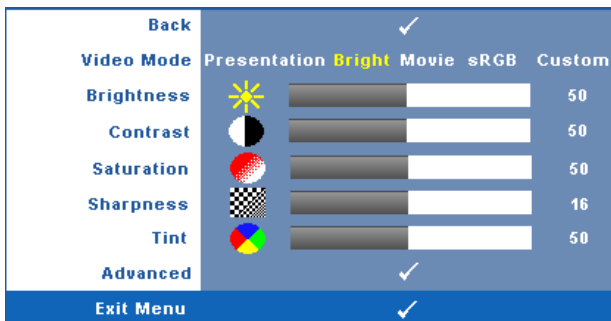 Back
Video Mode Presentation Bright Movie sRGB Custom
Brightness 50
Contrast 50
Saturation 50
Sharpness 16
Tint 50
Advanced
Exit Menu